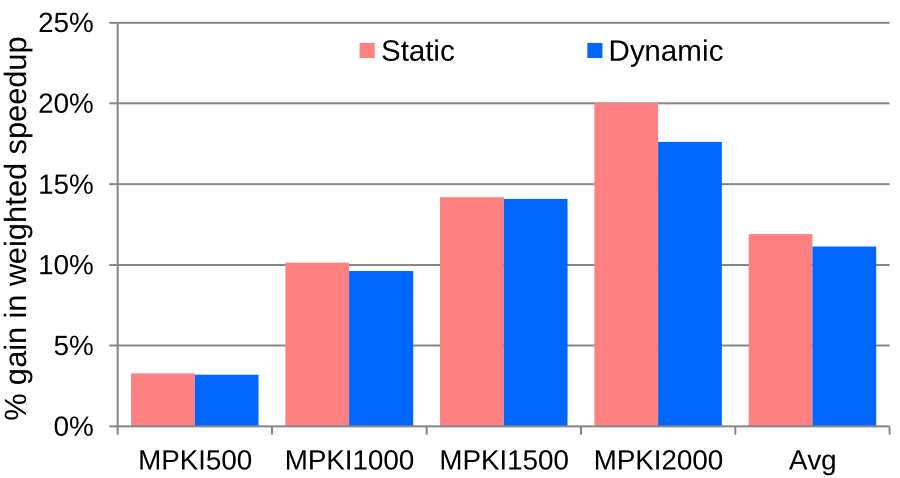 % gain in weighted speedup
25%
20%
15%
10%
5%
0%
Static Dynamic
MPKI500 MPKI1000 MPKI1500 MPKI2000 Avg